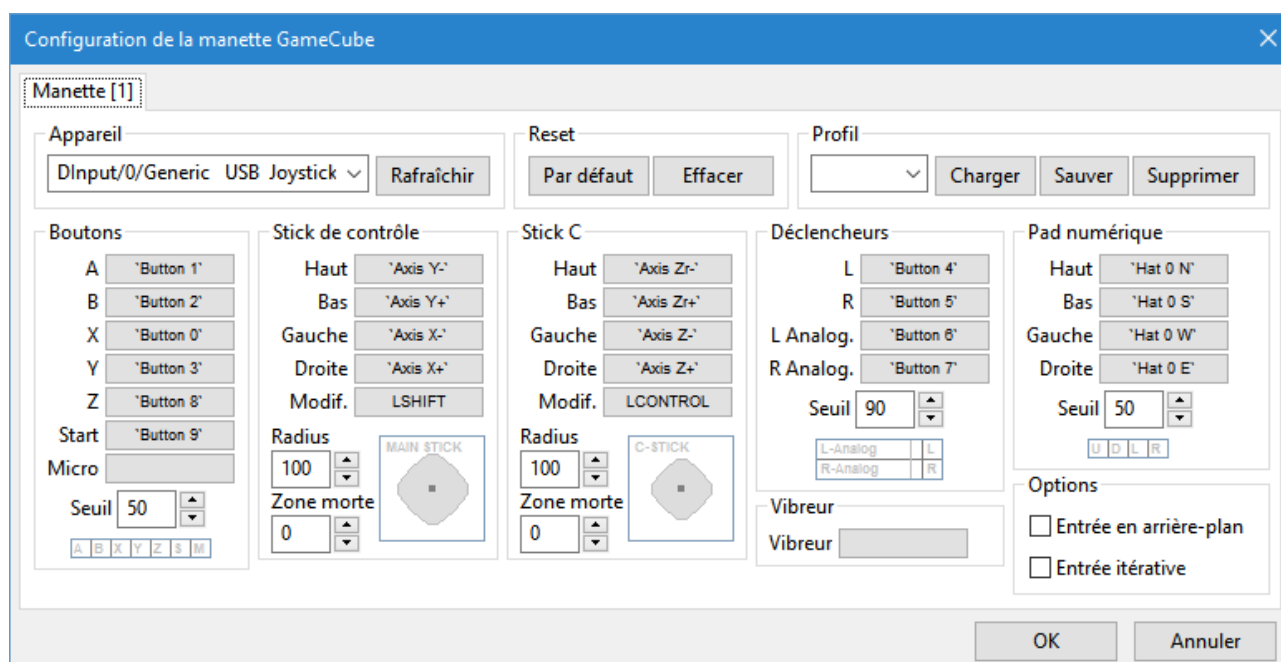 Configuration de la manette GameCube
Manette [1]
Appareil
DInput/0/Generic   USB  Joystick
Rafraîchir
Reset
Par défaut
Effacer
Profil
Charger
Sauver
Supprimer
Boutons
A `Button 1`
B `Button 2`
X `Button 0`
Y `Button 3`
Z `Button 8`
Start `Button 9`
Micro
Seuil 50
A B X Y Z S M
Stick de contrôle
Haut `Axis Y-`
Bas `Axis Y+`
Gauche `Axis X-`
Droite `Axis X+`
Modif. LSHIFT
Radius
100
Zone morte
0
MAIN STICK
Stick C
Haut `Axis Zr-`
Bas `Axis Zr+`
Gauche `Axis Z-`
Droite `Axis Z+`
Modif. LCONTROL
Radius
100
Zone morte
0
C-STICK
Déclencheurs
L `Button 4`
R `Button 5`
L Analog. `Button 6`
R Analog. `Button 7`
Seuil 90
L-Analog L
R-Analog R
Vibreur
Vibreur
Pad numérique
Haut `Hat 0 N`
Bas `Hat 0 S`
Gauche `Hat 0 W`
Droite `Hat 0 E`
Seuil 50
U D L R
Options
Entrée en arrière-plan
Entrée itérative
OK
Annuler